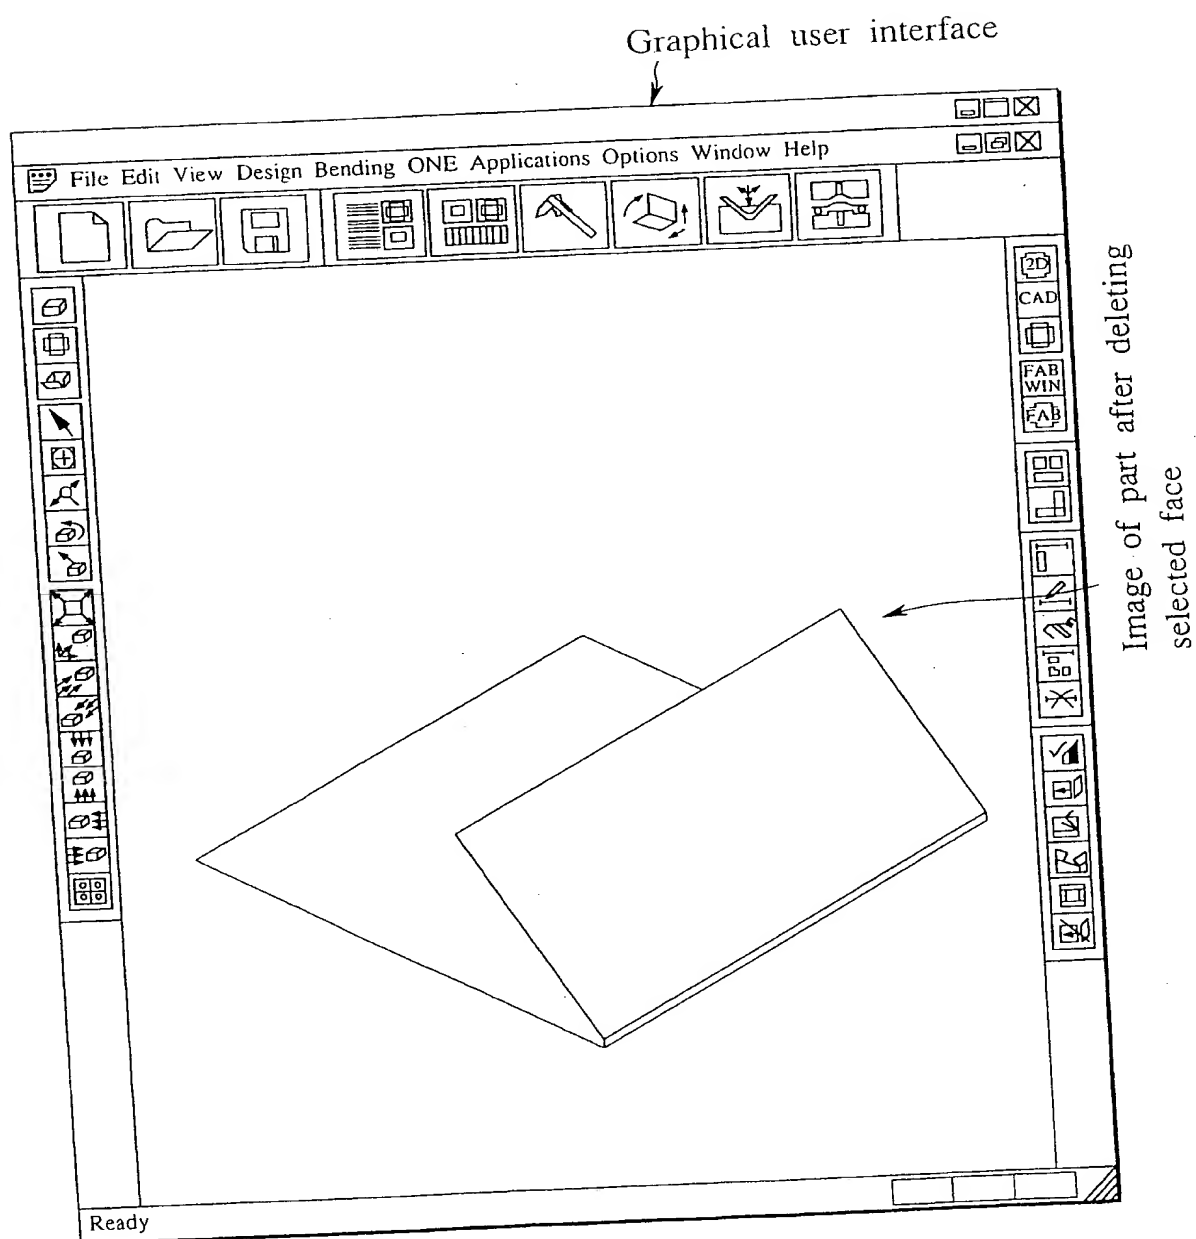 Graphical user interface
File Edit View Design Bending ONE Applications Options Window Help
2D
CAD
FAB
WIN
FAB
Image of part after deleting
selected face
Ready